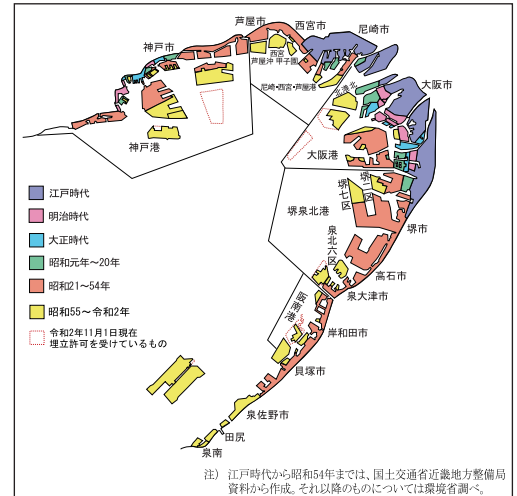 芦屋市
西宮市
尼崎市
神戸市
西宮
芦屋沖 甲子園
尼崎・西宮・芦屋港
北港北
大阪市
神戸港
大阪港
堺二区
堺七区
堺泉北港
堺市
泉北六区
高石市
泉大津市
阪南港
岸和田市
貝塚市
泉佐野市
田尻
泉南
江戸時代
明治時代
大正時代
昭和元年～20年
昭和21～54年
昭和55～令和2年
令和2年11月1日現在
埋立許可を受けているもの
注） 江戸時代から昭和54年までは、国土交通省近畿地方整備局
資料から作成。それ以降のものについては環境省調べ。